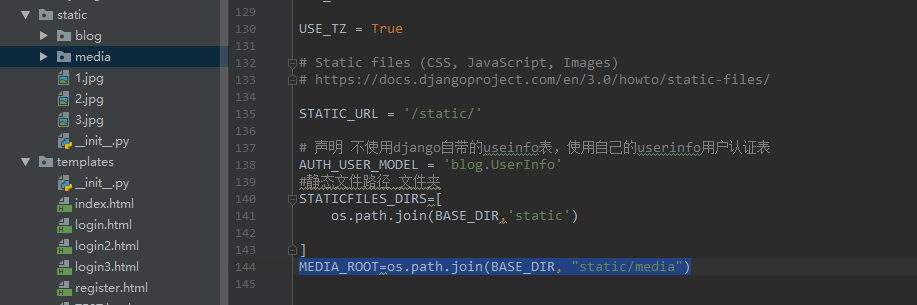 static
blog
media
1.jpg
2.jpg
3.jpg
__init__.py
templates
__init__.py
index.html
login.html
login2.html
login3.html
register.html
129
130 USE_TZ = True
131
132 # Static files (CSS, JavaScript, Images)
133 # https://docs.djangoproject.com/en/3.0/howto/static-files/
134
135 STATIC_URL = '/static/'
136
137 # 声明 不使用django自带的useinfo表，使用自己的userinfo用户认证表
138 AUTH_USER_MODEL = 'blog.UserInfo'
139 #静态文件路径 文件夹
140 STATICFILES_DIRS=[
141 os.path.join(BASE_DIR,'static')
142
143 ]
144 MEDIA_ROOT=os.path.join(BASE_DIR, "static/media")
145